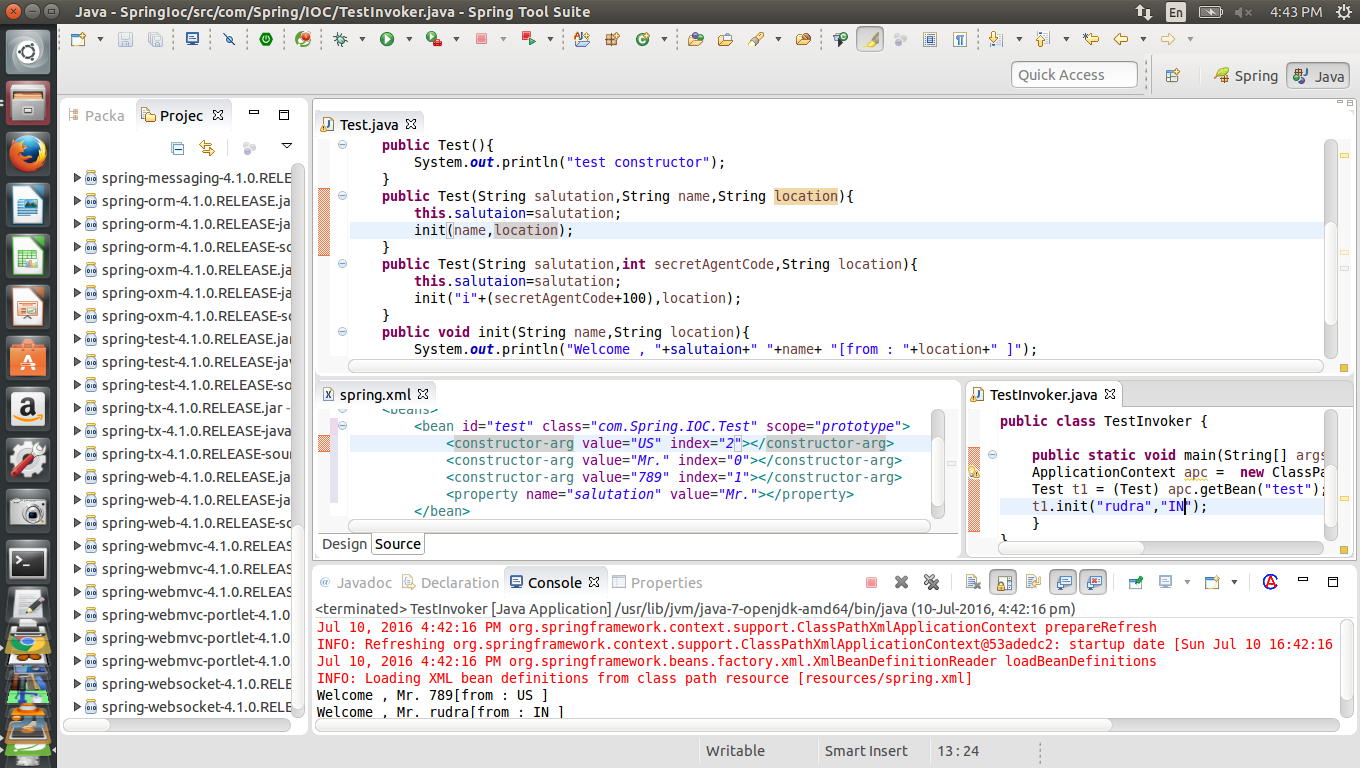 Java - SpringIoc/src/com/Spring/IOC/TestInvoker.java - Spring Tool Suite
En
4:43 PM
Quick Access
Spring
Java
Packa
Projec
spring-messaging-4.1.0.RELE
spring-orm-4.1.0.RELEASE.ja
spring-orm-4.1.0.RELEASE-ja
spring-orm-4.1.0.RELEASE-so
spring-oxm-4.1.0.RELEASE.ja
spring-oxm-4.1.0.RELEASE-ja
spring-oxm-4.1.0.RELEASE-so
spring-test-4.1.0.RELEASE.jar
spring-test-4.1.0.RELEASE-jav
spring-test-4.1.0.RELEASE-so
spring-tx-4.1.0.RELEASE.jar -
spring-tx-4.1.0.RELEASE-java
spring-tx-4.1.0.RELEASE-sour
spring-web-4.1.0.RELEASE.ja
spring-web-4.1.0.RELEASE-ja
spring-web-4.1.0.RELEASE-so
spring-webmvc-4.1.0.RELEAS
spring-webmvc-4.1.0.RELEAS
spring-webmvc-4.1.0.RELEAS
spring-webmvc-portlet-4.1.0
spring-webmvc-portlet-4.1.0
spring-webmvc-portlet-4.1.0
spring-websocket-4.1.0.RELE
spring-websocket-4.1.0.RELE
Test.java
public Test(){
System.out.println("test constructor");
}
public Test(String salutation,String name,String location){
this.salutaion=salutation;
init(name,location);
}
public Test(String salutation,int secretAgentCode,String location){
this.salutaion=salutation;
init("i"+(secretAgentCode+100),location);
}
public void init(String name,String location){
System.out.println("Welcome , "+salutaion+" "+name+ "[from : "+location+" ]");
spring.xml
<beans>
<bean id="test" class="com.Spring.IOC.Test" scope="prototype">
<constructor-arg value="US" index="2"></constructor-arg>
<constructor-arg value="Mr." index="0"></constructor-arg>
<constructor-arg value="789" index="1"></constructor-arg>
<property name="salutation" value="Mr."></property>
</bean>
Design
Source
TestInvoker.java
public class TestInvoker {
public static void main(String[] args
ApplicationContext apc = new ClassPa
Test t1 = (Test) apc.getBean("test");
t1.init("rudra","IN");
}
}
@ Javadoc
Declaration
Console
Properties
<terminated> TestInvoker [Java Application] /usr/lib/jvm/java-7-openjdk-amd64/bin/java (10-Jul-2016, 4:42:16 pm)
Jul 10, 2016 4:42:16 PM org.springframework.context.support.ClassPathXmlApplicationContext prepareRefresh
INFO: Refreshing org.springframework.context.support.ClassPathXmlApplicationContext@53adedc2: startup date [Sun Jul 10 16:42:16
Jul 10, 2016 4:42:16 PM org.springframework.beans.factory.xml.XmlBeanDefinitionReader loadBeanDefinitions
INFO: Loading XML bean definitions from class path resource [resources/spring.xml]
Welcome , Mr. 789[from : US ]
Welcome , Mr. rudra[from : IN ]
Writable
Smart Insert
13 : 24